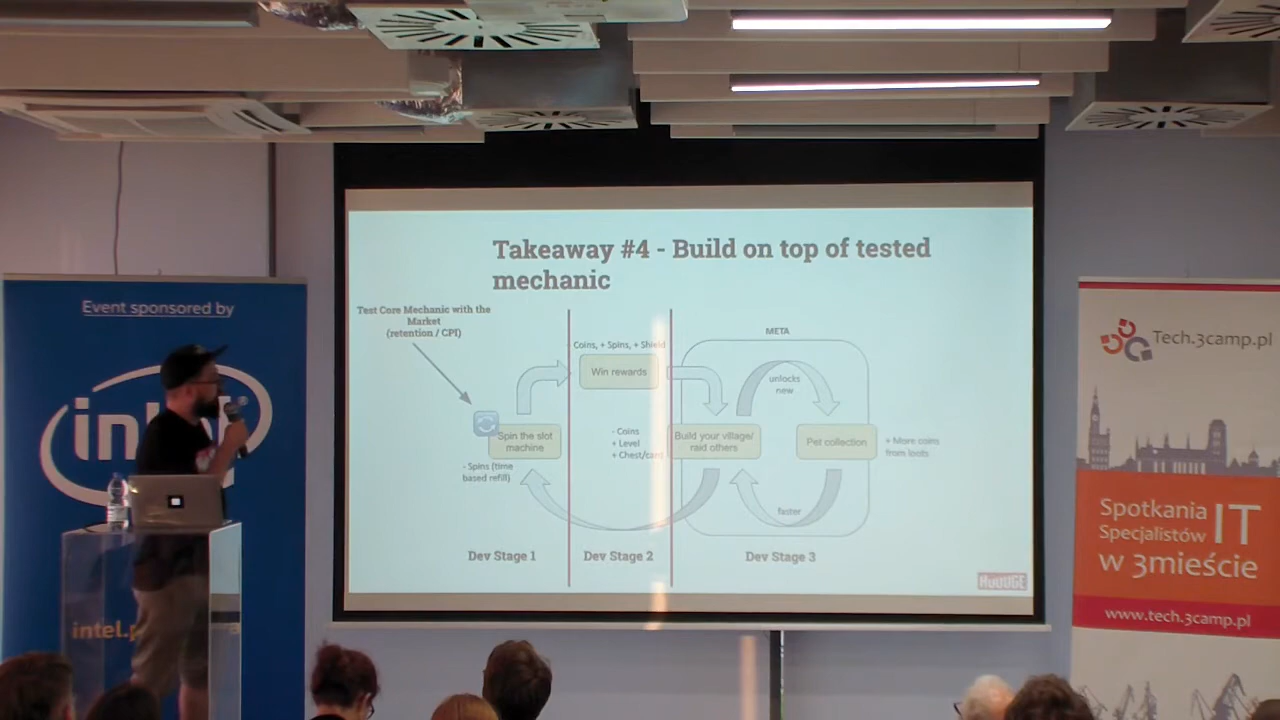 Event sponsored by
intel
intel.p
Takeaway #4 - Build on top of tested
mechanic
Test Core Mechanic with the
Market
(retention / CPI)
META
Coins, + Spins, + Shield
Win rewards
unlocks
new
Spin the slot
machine
- Coins
+ Level
+ Chest/card
Build your village/
raid others
Pet collection
+ More coins
from loots
- Spins (time
based refill)
faster
Dev Stage 1
Dev Stage 2
Dev Stage 3
HUUUGE
Tech.3camp.pl
Spotkania
Specjalistów
IT
w 3mieście
www.tech.3camp.pl